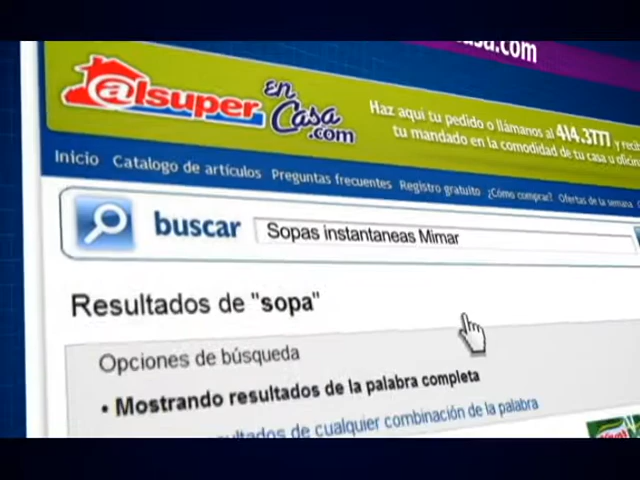 casa.com
@lsuper en Casa .com
Haz aquí tu pedido o llámanos al 414.3777 y
tu mandado en la comodidad de tu casa u
Inicio Catalogo de artículos Preguntas frecuentes Registro gratuito ¿Cómo comprar? Ofertas de la semana
buscar Sopas instantaneas Mimar
Resultados de "sopa"
Opciones de búsqueda
• Mostrando resultados de la palabra completa
de cualquier combinación de la palabra
Knorr